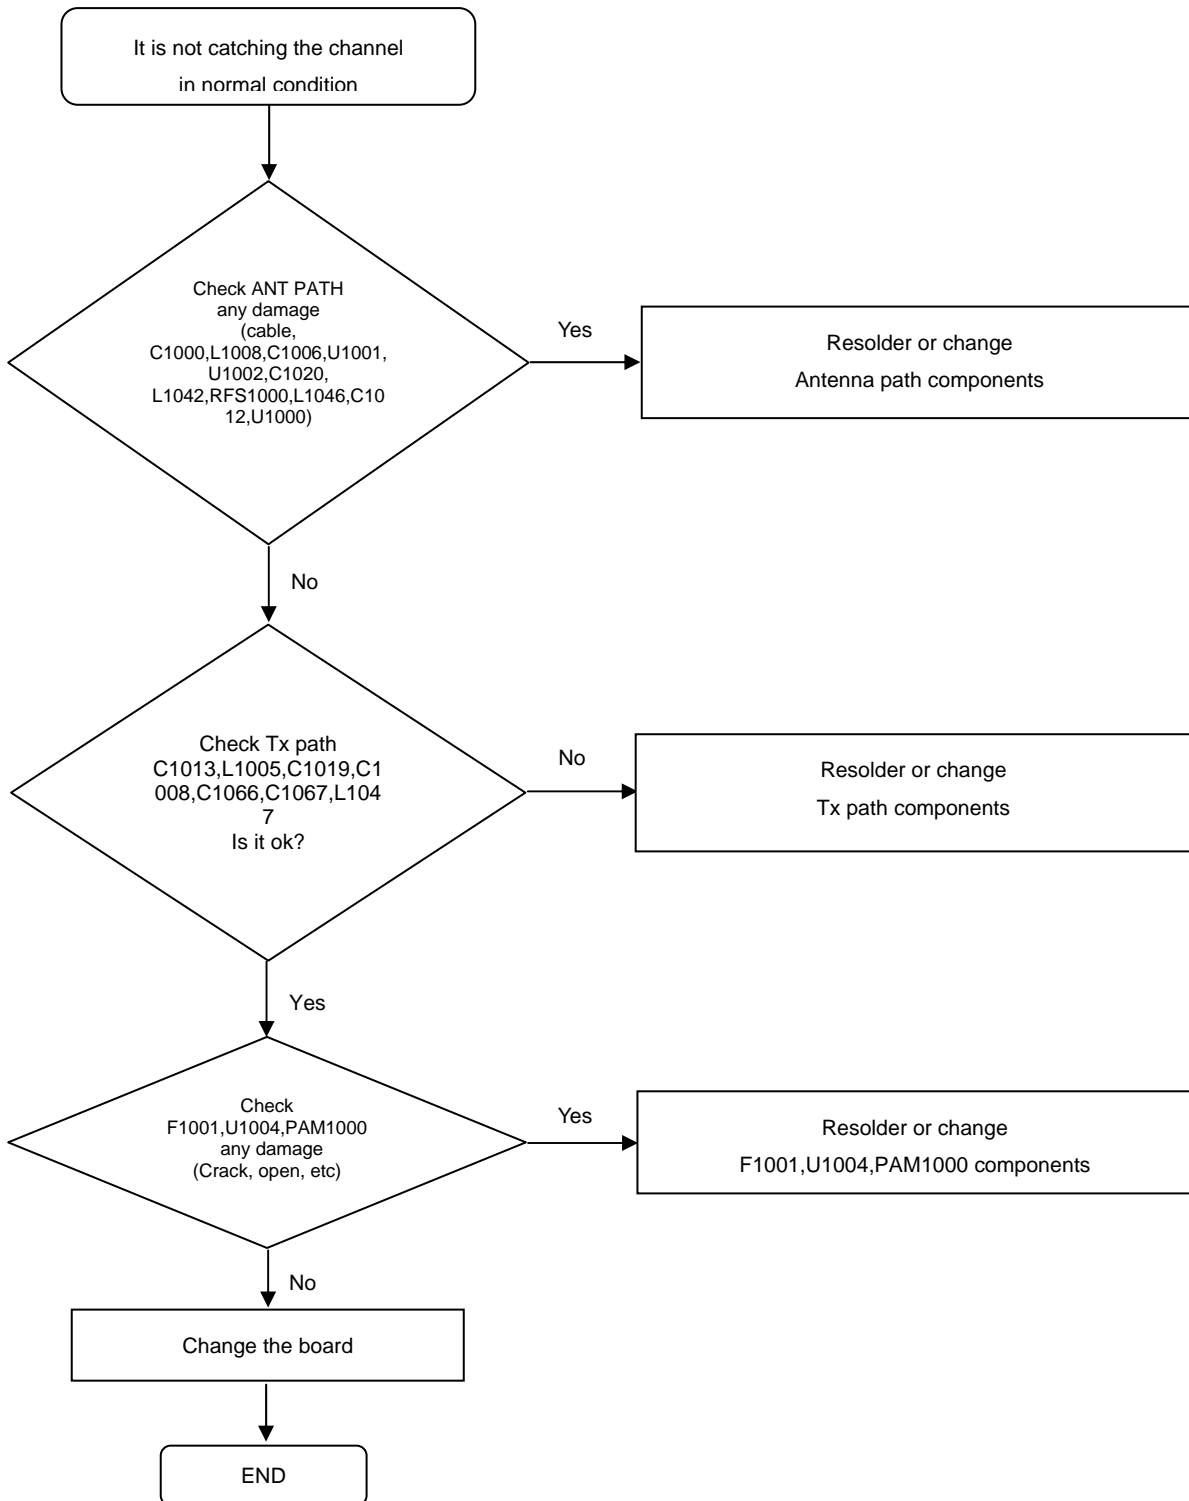 It is not catching the channel
in normal condition
Check ANT PATH
any damage
(cable,
C1000,L1008,C1006,U1001,
U1002,C1020,
L1042,RFS1000,L1046,C10
12,U1000)
Yes
Resolder or change
Antenna path components
No
Check Tx path
C1013,L1005,C1019,C1
008,C1066,C1067,L104
7
Is it ok?
No
Resolder or change
Tx path components
Yes
Check
F1001,U1004,PAM1000
any damage
(Crack, open, etc)
Yes
Resolder or change
F1001,U1004,PAM1000 components
No
Change the board
END